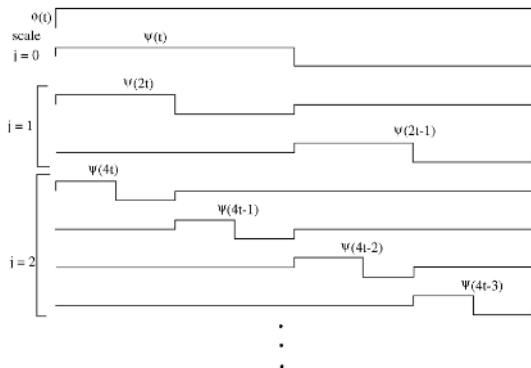 φ(t)
scale
ψ(t)
j = 0
ψ(2t)
j = 1
ψ(2t-1)
ψ(4t)
ψ(4t-1)
ψ(4t-2)
j = 2
ψ(4t-3)